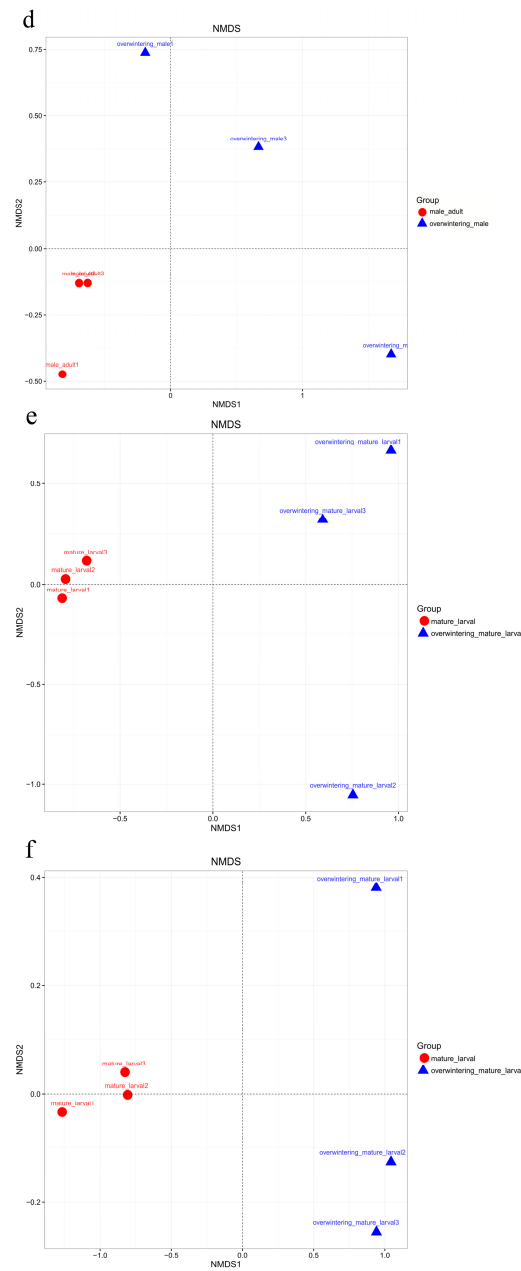 d
NMDS
overwintering_male1
0.75
0.50
overwintering_male3
0.25
NMDS2
Group
male_adult
overwintering_male
0.00
−0.25
overwintering_m
male_adult1
−0.50
0
1
NMDS1
e
NMDS
overwintering_mature_larval1
0.5
overwintering_mature_larval3
mature_larval3
mature_larval2
0.0
mature_larval1
NMDS2
Group
mature_larval
overwintering_mature_larva
−0.5
overwintering_mature_larval2
−1.0
−0.5
0.0
0.5
1.0
NMDS1
f
NMDS
0.4
overwintering_mature_larval1
0.2
NMDS2
Group
mature_larval
overwintering_mature_larva
mature_larval3
mature_larval2
0.0
mature_larval1
overwintering_mature_larval2
−0.2
overwintering_mature_larval3
−1.0
−0.5
0.0
0.5
1.0
NMDS1